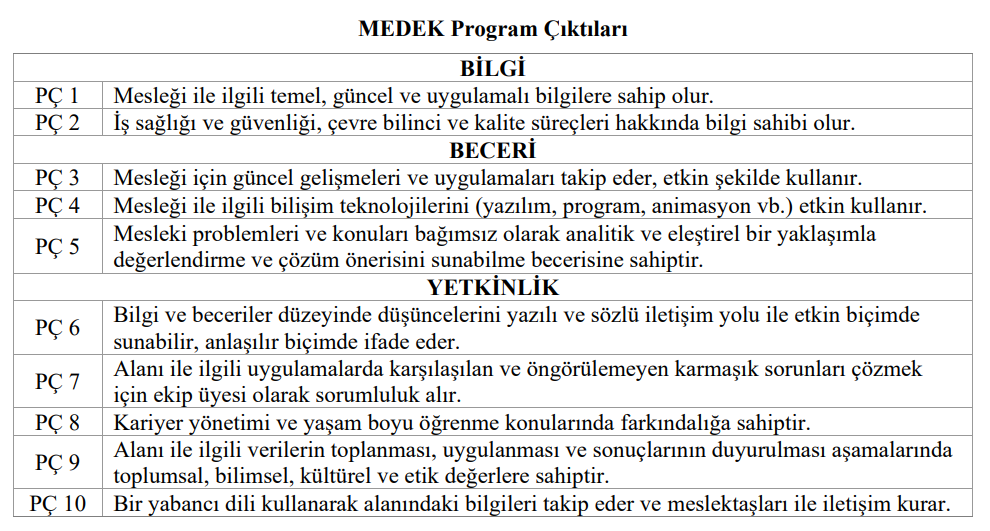 MEDEK Program Çıktıları
BİLGİ
PÇ 1 Mesleği ile ilgili temel, güncel ve uygulamalı bilgilere sahip olur.
PÇ 2 İş sağlığı ve güvenliği, çevre bilinci ve kalite süreçleri hakkında bilgi sahibi olur.
BECERİ
PÇ 3 Mesleği için güncel gelişmeleri ve uygulamaları takip eder, etkin şekilde kullanır.
PÇ 4 Mesleği ile ilgili bilişim teknolojilerini (yazılım, program, animasyon vb.) etkin kullanır.
PÇ 5 Mesleki problemleri ve konuları bağımsız olarak analitik ve eleştirel bir yaklaşımla
değerlendirme ve çözüm önerisini sunabilme becerisine sahiptir.
YETKİNLİK
PÇ 6 Bilgi ve beceriler düzeyinde düşüncelerini yazılı ve sözlü iletişim yolu ile etkin biçimde
sunabilir, anlaşılır biçimde ifade eder.
PÇ 7 Alanı ile ilgili uygulamalarda karşılaşılan ve öngörülemeyen karmaşık sorunları çözmek
için ekip üyesi olarak sorumluluk alır.
PÇ 8 Kariyer yönetimi ve yaşam boyu öğrenme konularında farkındalığa sahiptir.
PÇ 9 Alanı ile ilgili verilerin toplanması, uygulanması ve sonuçlarının duyurulması aşamalarında
toplumsal, bilimsel, kültürel ve etik değerlere sahiptir.
PÇ 10 Bir yabancı dili kullanarak alanındaki bilgileri takip eder ve meslektaşları ile iletişim kurar.